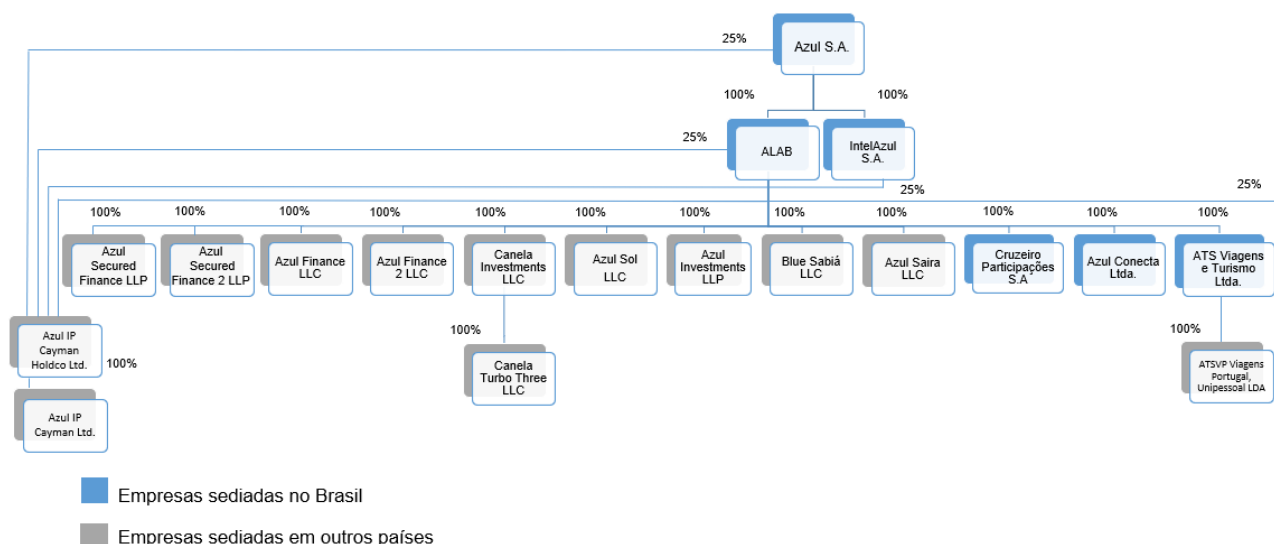 25%
Azul S.A.
100%
100%
25%
ALAB
IntelAzul
S.A.
25%
25%
100%
100%
100%
100%
100%
100%
100%
100%
100%
100%
100%
100%
Azul
Secured
Finance LLP
Azul
Secured
Finance 2 LLP
Azul Finance
LLC
Azul Finance
2 LLC
Canela
Investments
LLC
Azul Sol
LLC
Azul
Investments
LLP
Blue Sabiá
LLC
Azul Saira
LLC
Cruzeiro
Participações
S.A
Azul Conecta
Ltda.
ATS Viagens
e Turismo
Ltda.
Azul IP
Cayman
Holdco Ltd.
100%
100%
Canela
Turbo Three
LLC
100%
ATSVP Viagens
Portugal,
Unipessoal LDA
Azul IP
Cayman Ltd.
Empresas sediadas no Brasil
Empresas sediadas em outros países